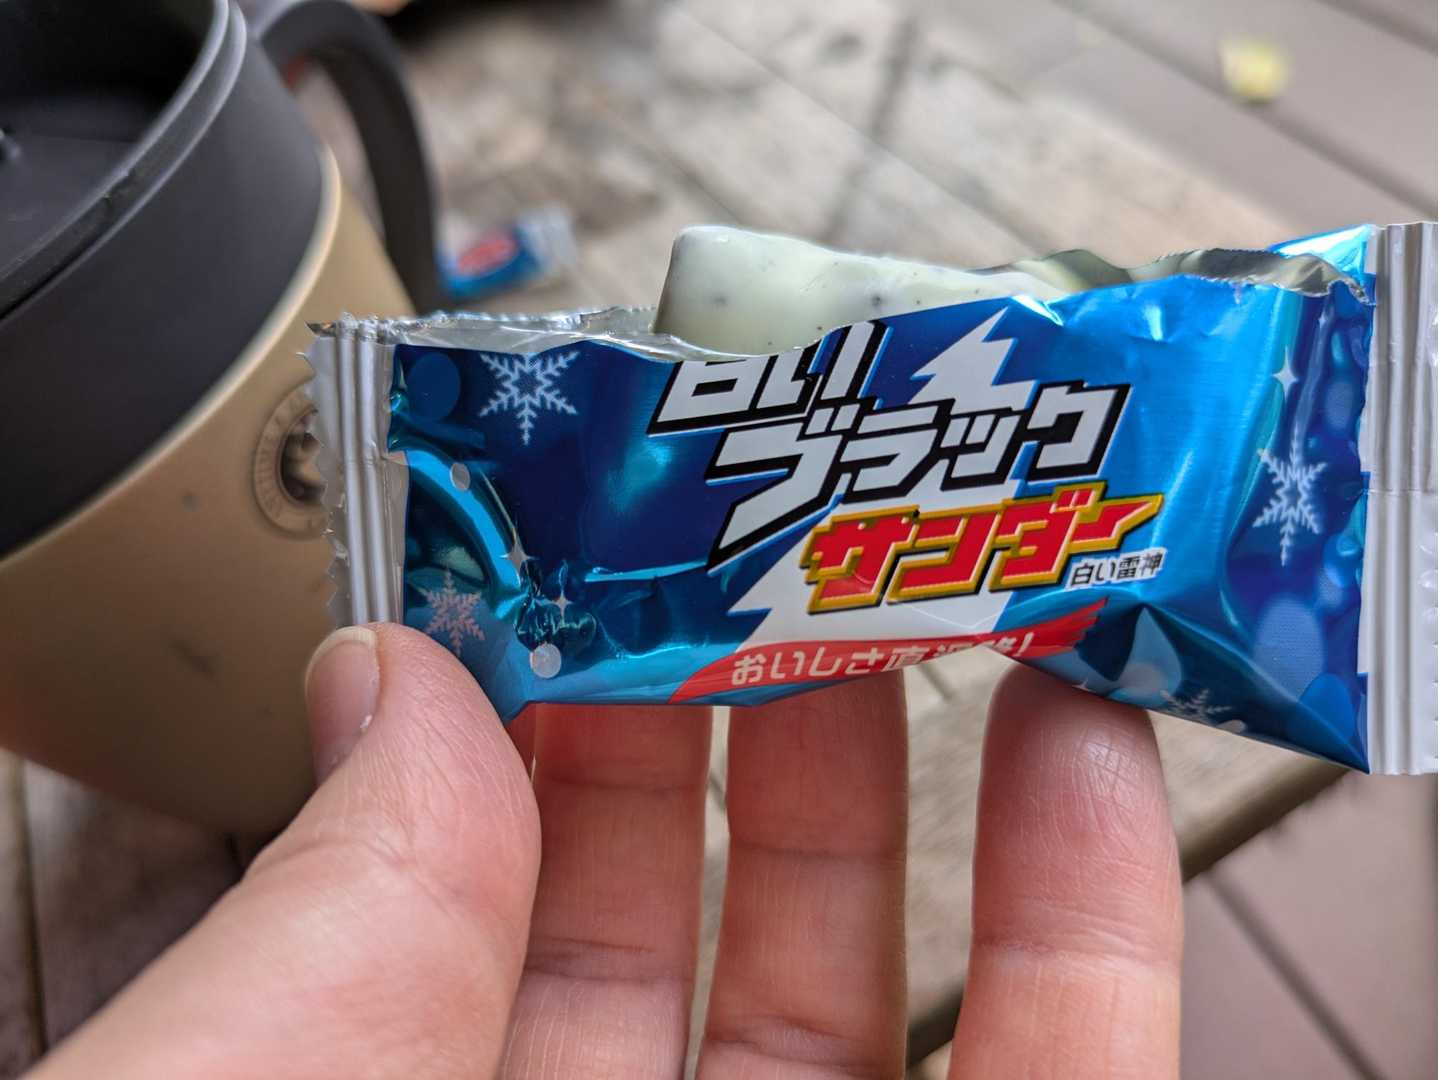 白い
ブラック
サンダー
白い雷神
おいしさ直滑降!